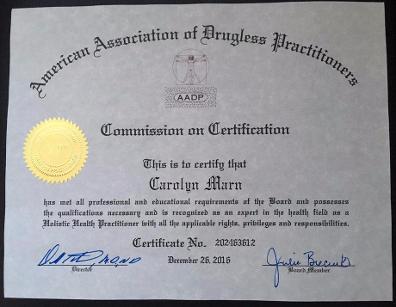 American Association of Drugless Practitioners
AADP
Commission on Certification
This is to certify that
Carolyn Marn
has met all professional and educational requirements of the Board and possesses
the qualifications necessary and is recognized as an expert in the health field as a
Holistic Health Practitioner with all the applicable rights, privileges and responsibilities.
Certificate No. 202463612
December 26, 2016
Director
Board Member